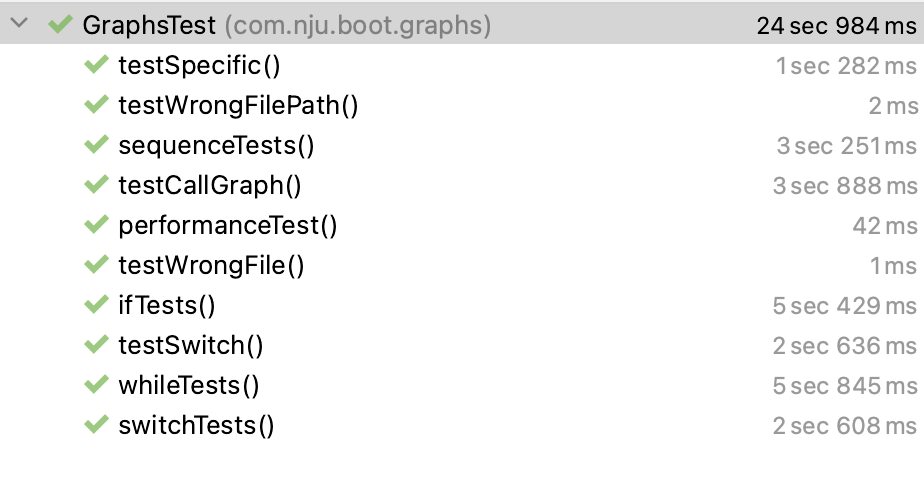 GraphsTest (com.nju.boot.graphs) 24 sec 984 ms
testSpecific() 1 sec 282 ms
testWrongFilePath() 2 ms
sequenceTests() 3 sec 251 ms
testCallGraph() 3 sec 888 ms
performanceTest() 42 ms
testWrongFile() 1 ms
ifTests() 5 sec 429 ms
testSwitch() 2 sec 636 ms
whileTests() 5 sec 845 ms
switchTests() 2 sec 608 ms